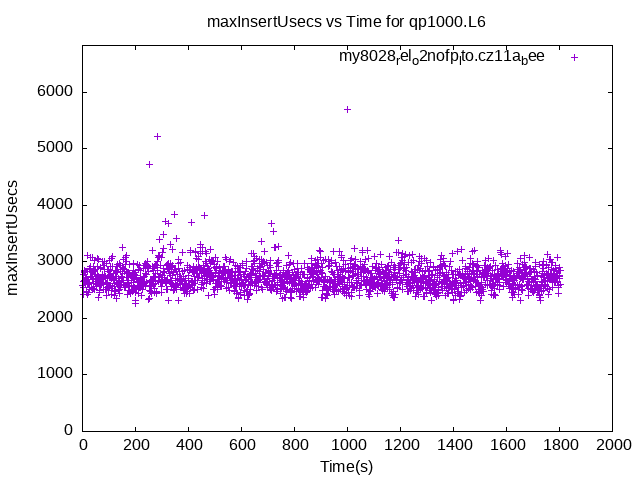 maxInsertUsecs vs Time for qp1000.L6
my8028relo2nofplto.cz11abee
6000
5000
4000
3000
2000
1000
0
maxInsertUsecs
0 200 400 600 800 1000 1200 1400 1600 1800 2000
Time(s)